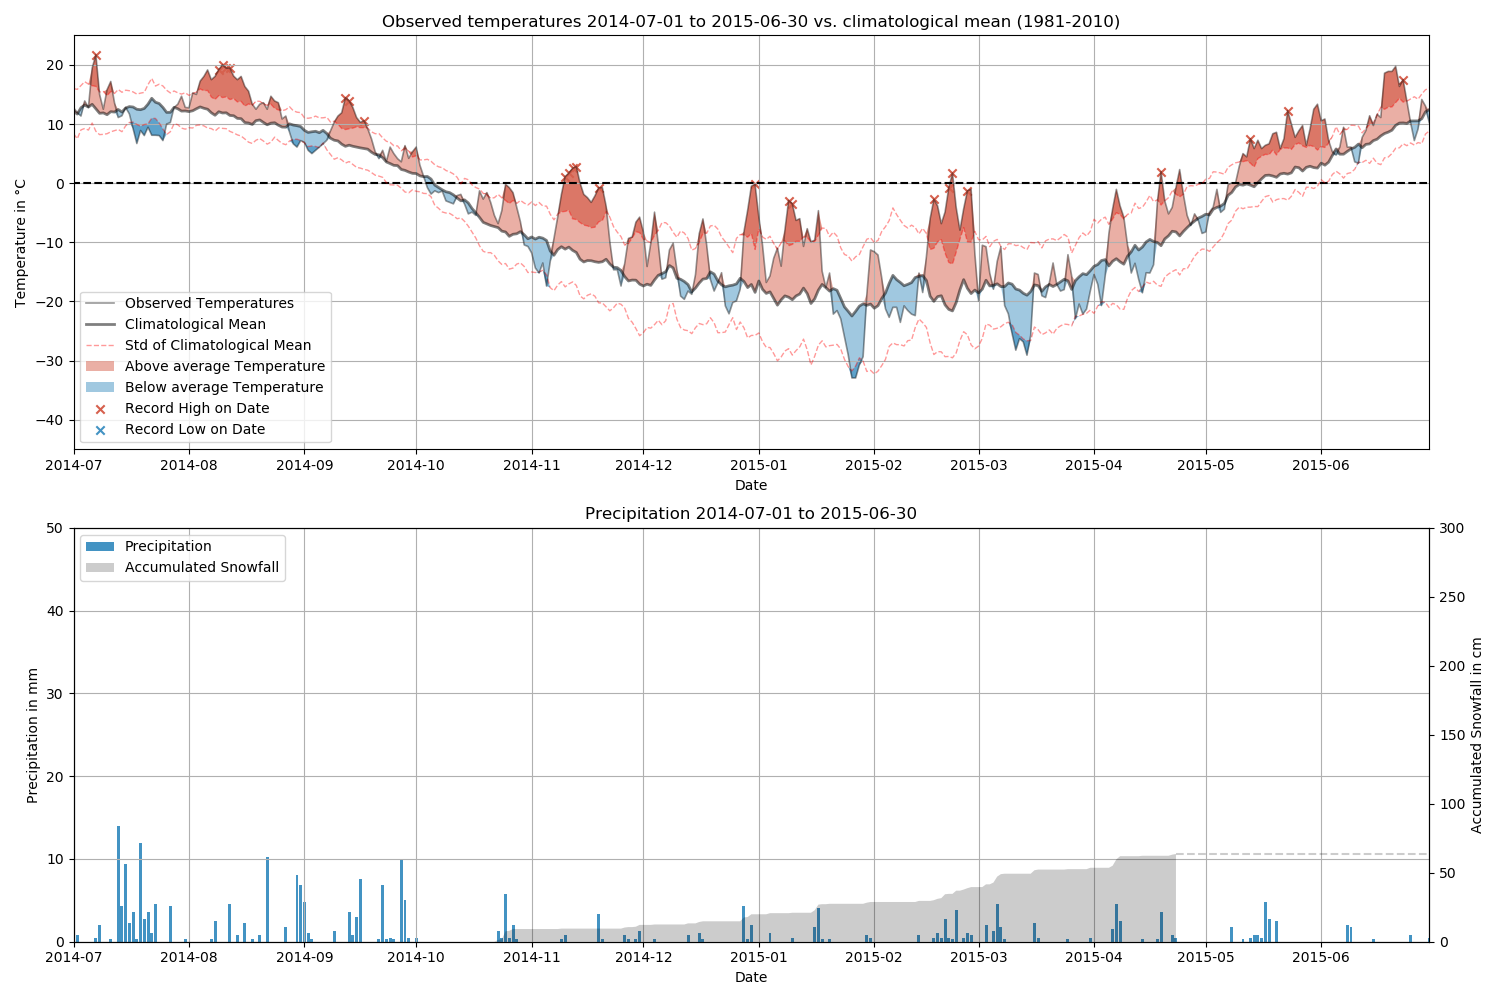 Observed temperatures 2014-07-01 to 2015-06-30 vs. climatological mean (1981-2010)
20
10
0
−10
−20
−30
−40
Temperature in °C
Observed Temperatures
Climatological Mean
Std of Climatological Mean
Above average Temperature
Below average Temperature
Record High on Date
Record Low on Date
2014-07 2014-08 2014-09 2014-10 2014-11 2014-12 2015-01 2015-02 2015-03 2015-04 2015-05 2015-06
Date
Precipitation 2014-07-01 to 2015-06-30
50
40
30
20
10
0
Precipitation in mm
Precipitation
Accumulated Snowfall
300
250
200
150
100
50
0
Accumulated Snowfall in cm
2014-07 2014-08 2014-09 2014-10 2014-11 2014-12 2015-01 2015-02 2015-03 2015-04 2015-05 2015-06
Date